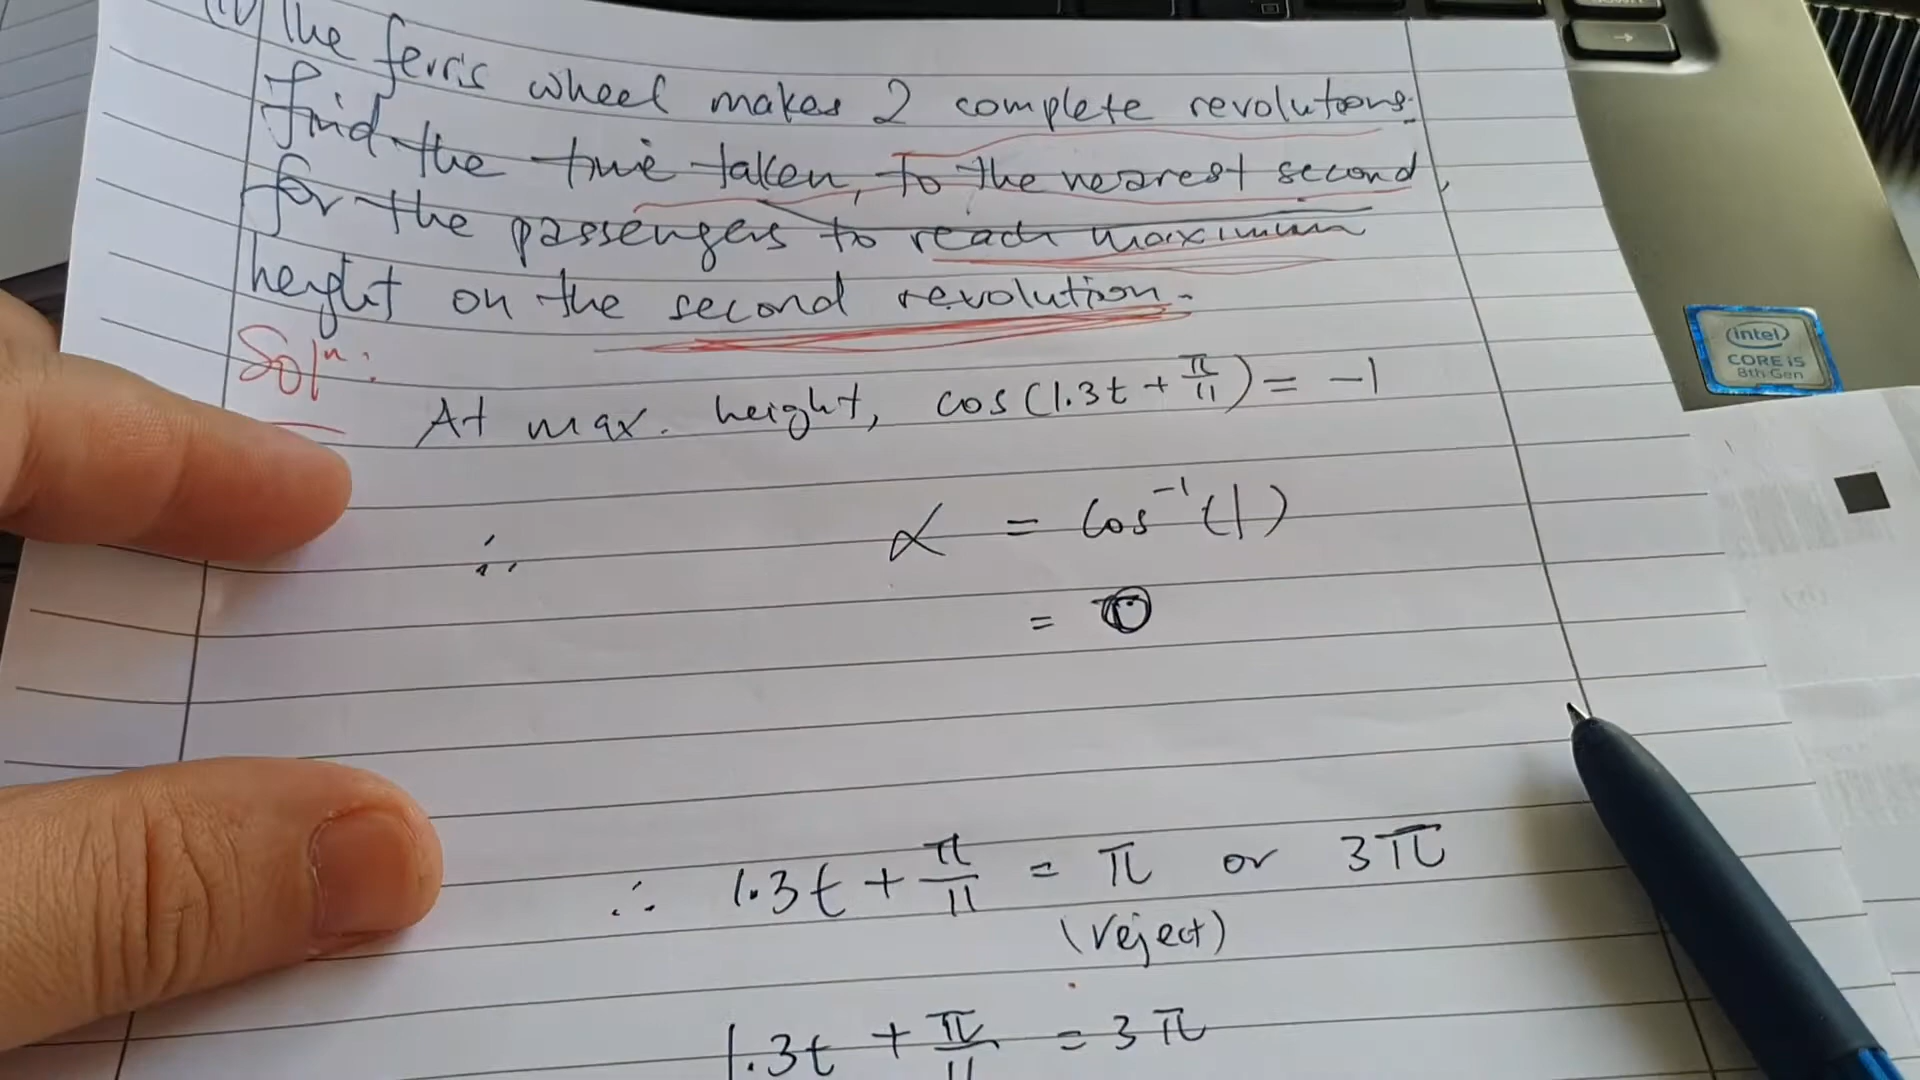 The ferris wheel makes 2 complete revolutions.
find the time taken, to the nearest second,
for the passengers to reach maximum
height on the second revolution.
Solⁿ:
At max. height, cos(1.3t + π/11) = -1
∴ α = cos⁻¹(1)
= 0
∴ 1.3t + π/11 = π or 3π
(reject)
1.3t + π/11 = 3π
intel
CORE i5
8th Gen